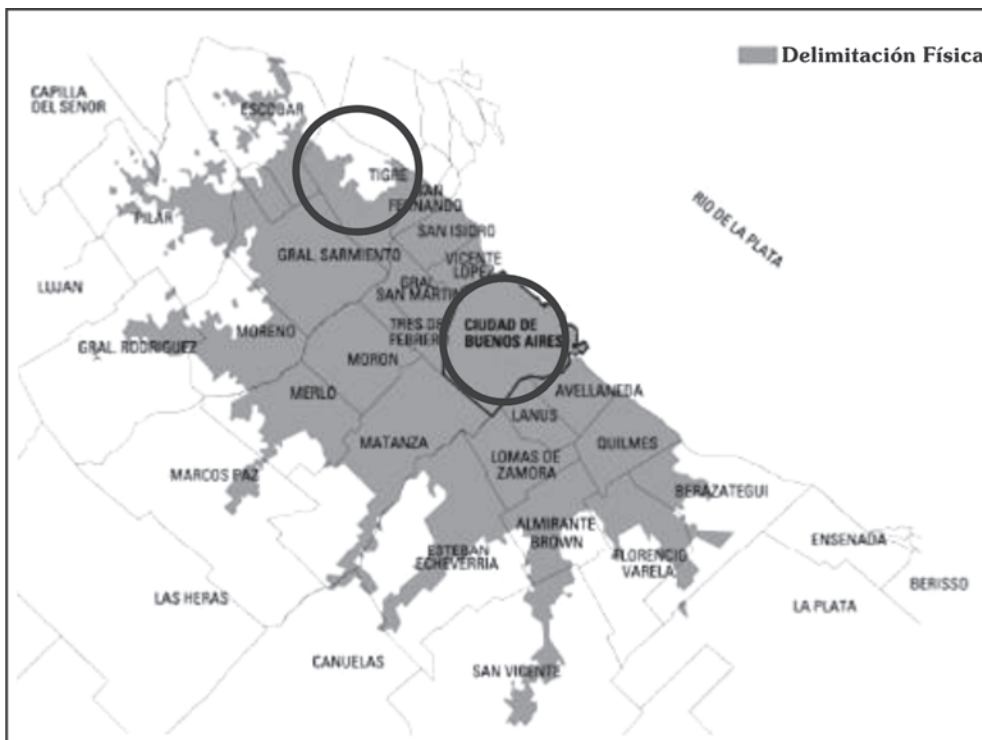 Delimitación Física
CAPILLA
DEL SENOR
ESCOBAR
TIGRE
SAN
FERNANDO
PILAR
SAN ISIDRO
RIO DE LA PLATA
GRAL. SARMIENTO
VICENTE
LOPEZ
LUJAN
GRAL.
SAN MARTIN
TRES DE
FEBRERO
CIUDAD DE
BUENOS AIRES
MORENO
GRAL. RODRIGUEZ
MORON
MERLO
AVELLANEDA
LANUS
MATANZA
QUILMES
LOMAS DE
ZAMORA
MARCOS PAZ
BERAZATEGUI
ALMIRANTE
BROWN
ENSENADA
ESTEBAN
ECHEVERRIA
FLORENCIO
VARELA
BERISSO
LAS HERAS
LA PLATA
CANUELAS
SAN VICENTE